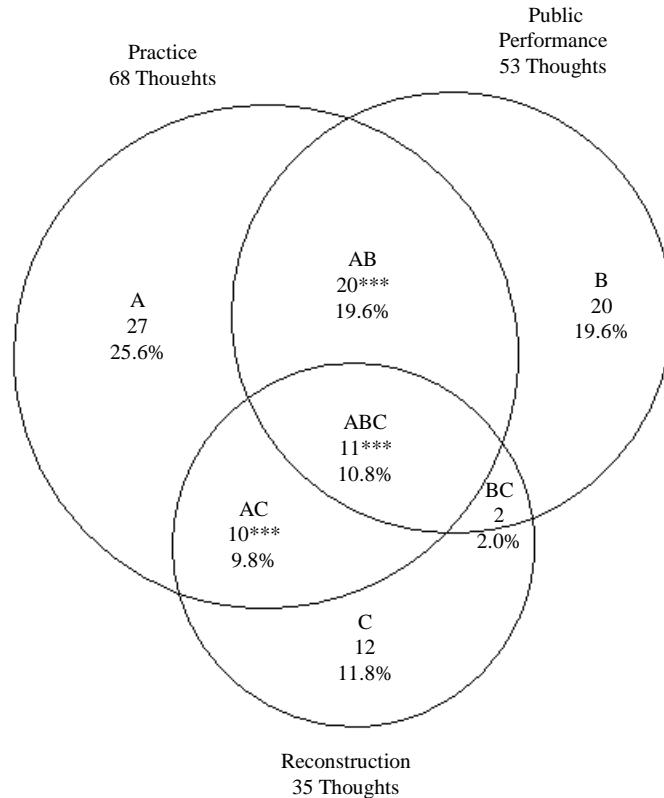 Public
Performance
53 Thoughts
Practice
68 Thoughts
AB
20***
19.6%
B
20
19.6%
A
27
25.6%
ABC
11***
10.8%
BC
2
2.0%
AC
10***
9.8%
C
12
11.8%
Reconstruction
35 Thoughts